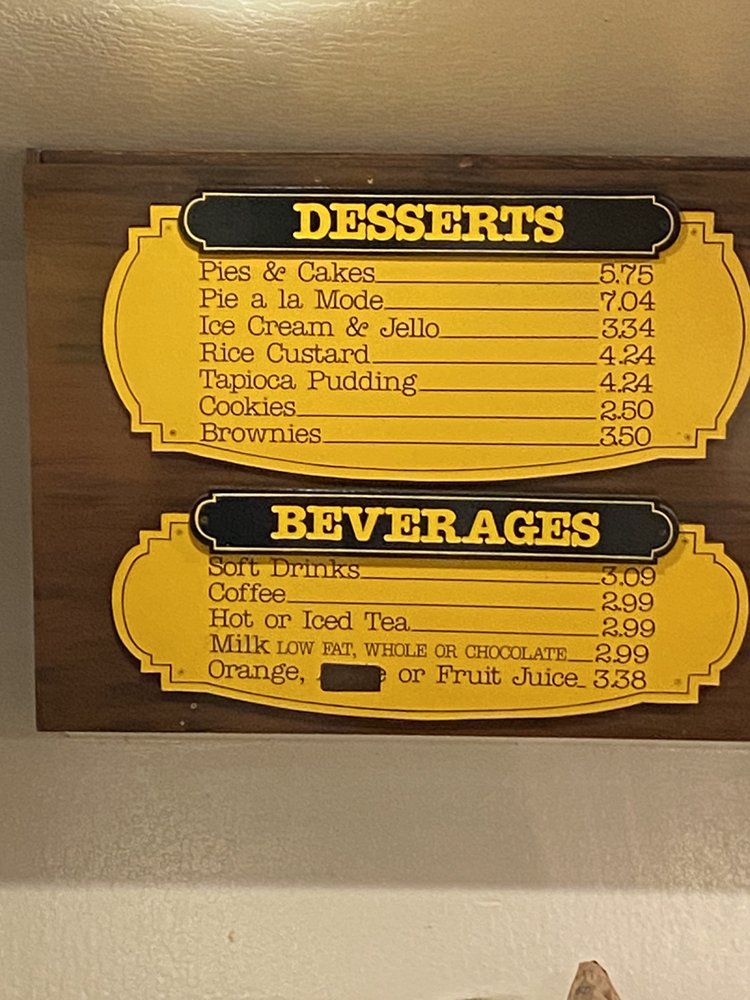 DESSERTS
Pies & Cakes 5.75
Pie a la Mode 7.04
Ice Cream & Jello 3.34
Rice Custard 4.24
Tapioca Pudding 4.24
Cookies 2.50
Brownies 3.50
BEVERAGES
Soft Drinks 3.09
Coffee 2.99
Hot or Iced Tea 2.99
Milk LOW FAT, WHOLE OR CHOCOLATE 2.99
Orange, or Fruit Juice 3.38